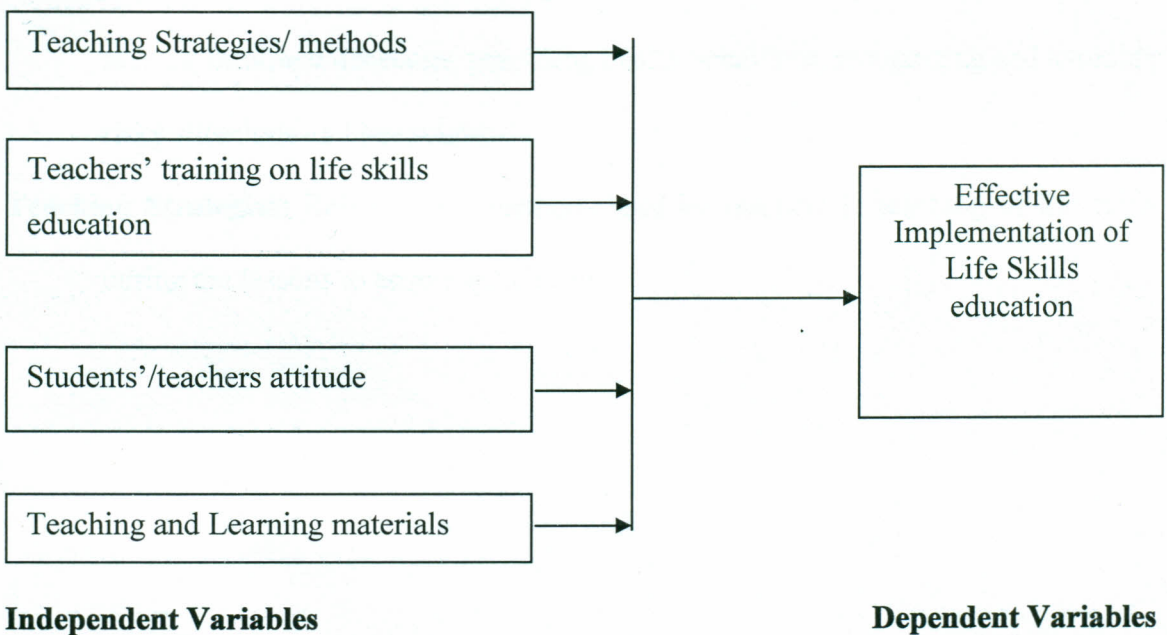 Teaching Strategies/ methods
Teachers' training on life skills
education
Students'/teachers attitude
Teaching and Learning materials
Effective
Implementation of
Life Skills
education
Independent Variables
Dependent Variables